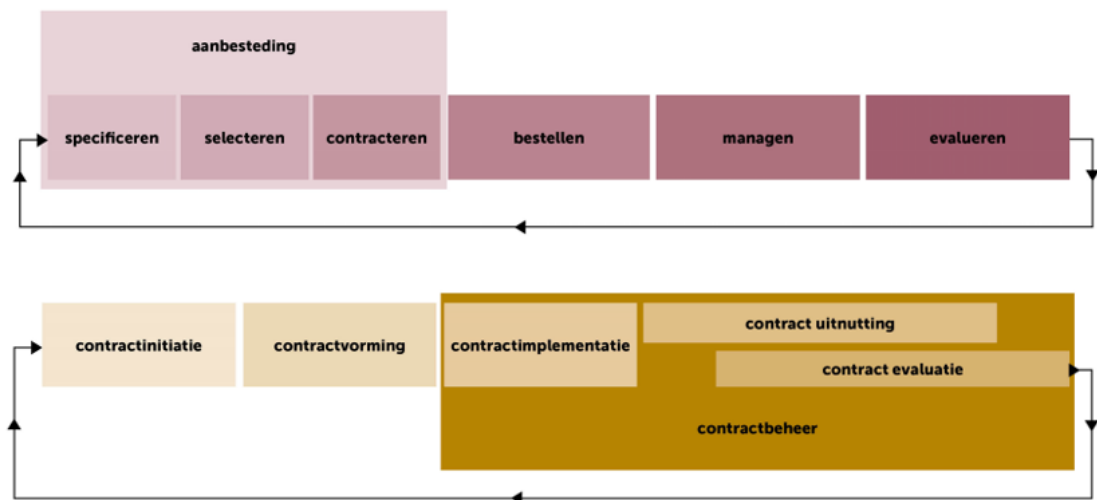 aanbesteding
specificeren
selecteren
contracteren
bestellen
managen
evalueren
contractinitiatie
contractvorming
contractimplementatie
contract uitnutting
contract evaluatie
contractbeheer